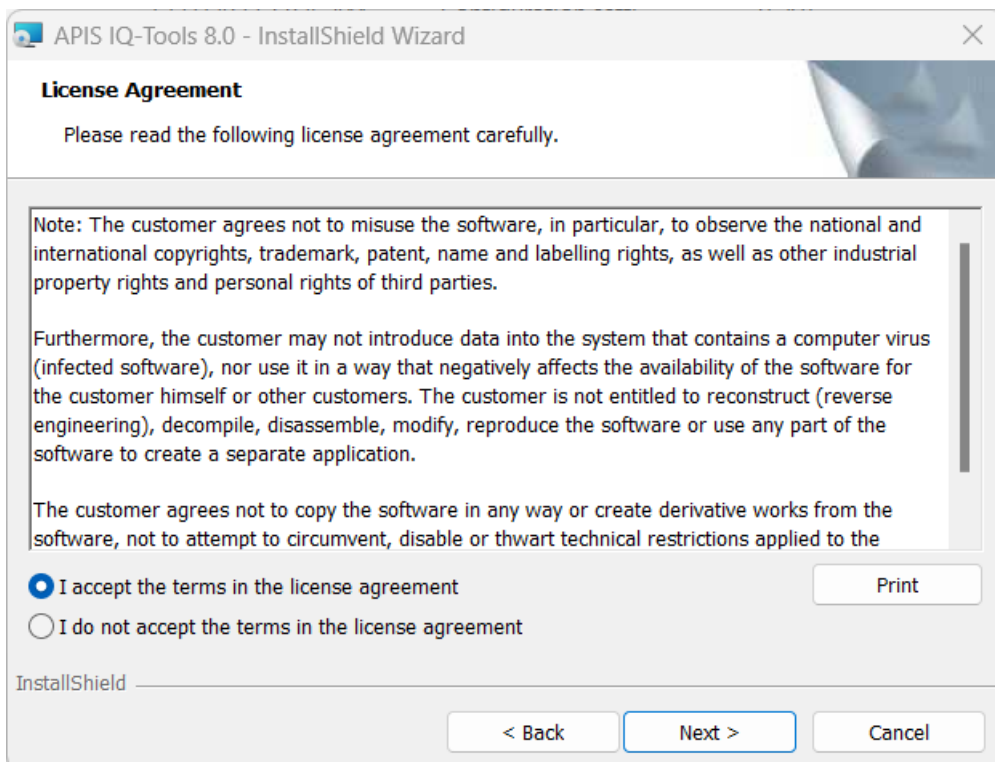 APIS IQ-Tools 8.0 - InstallShield Wizard
License Agreement
Please read the following license agreement carefully.
Note: The customer agrees not to misuse the software, in particular, to observe the national and
international copyrights, trademark, patent, name and labelling rights, as well as other industrial
property rights and personal rights of third parties.
Furthermore, the customer may not introduce data into the system that contains a computer virus
(infected software), nor use it in a way that negatively affects the availability of the software for
the customer himself or other customers. The customer is not entitled to reconstruct (reverse
engineering), decompile, disassemble, modify, reproduce the software or use any part of the
software to create a separate application.
The customer agrees not to copy the software in any way or create derivative works from the
software, not to attempt to circumvent, disable or thwart technical restrictions applied to the
I accept the terms in the license agreement
Print
I do not accept the terms in the license agreement
InstallShield
< Back
Next >
Cancel